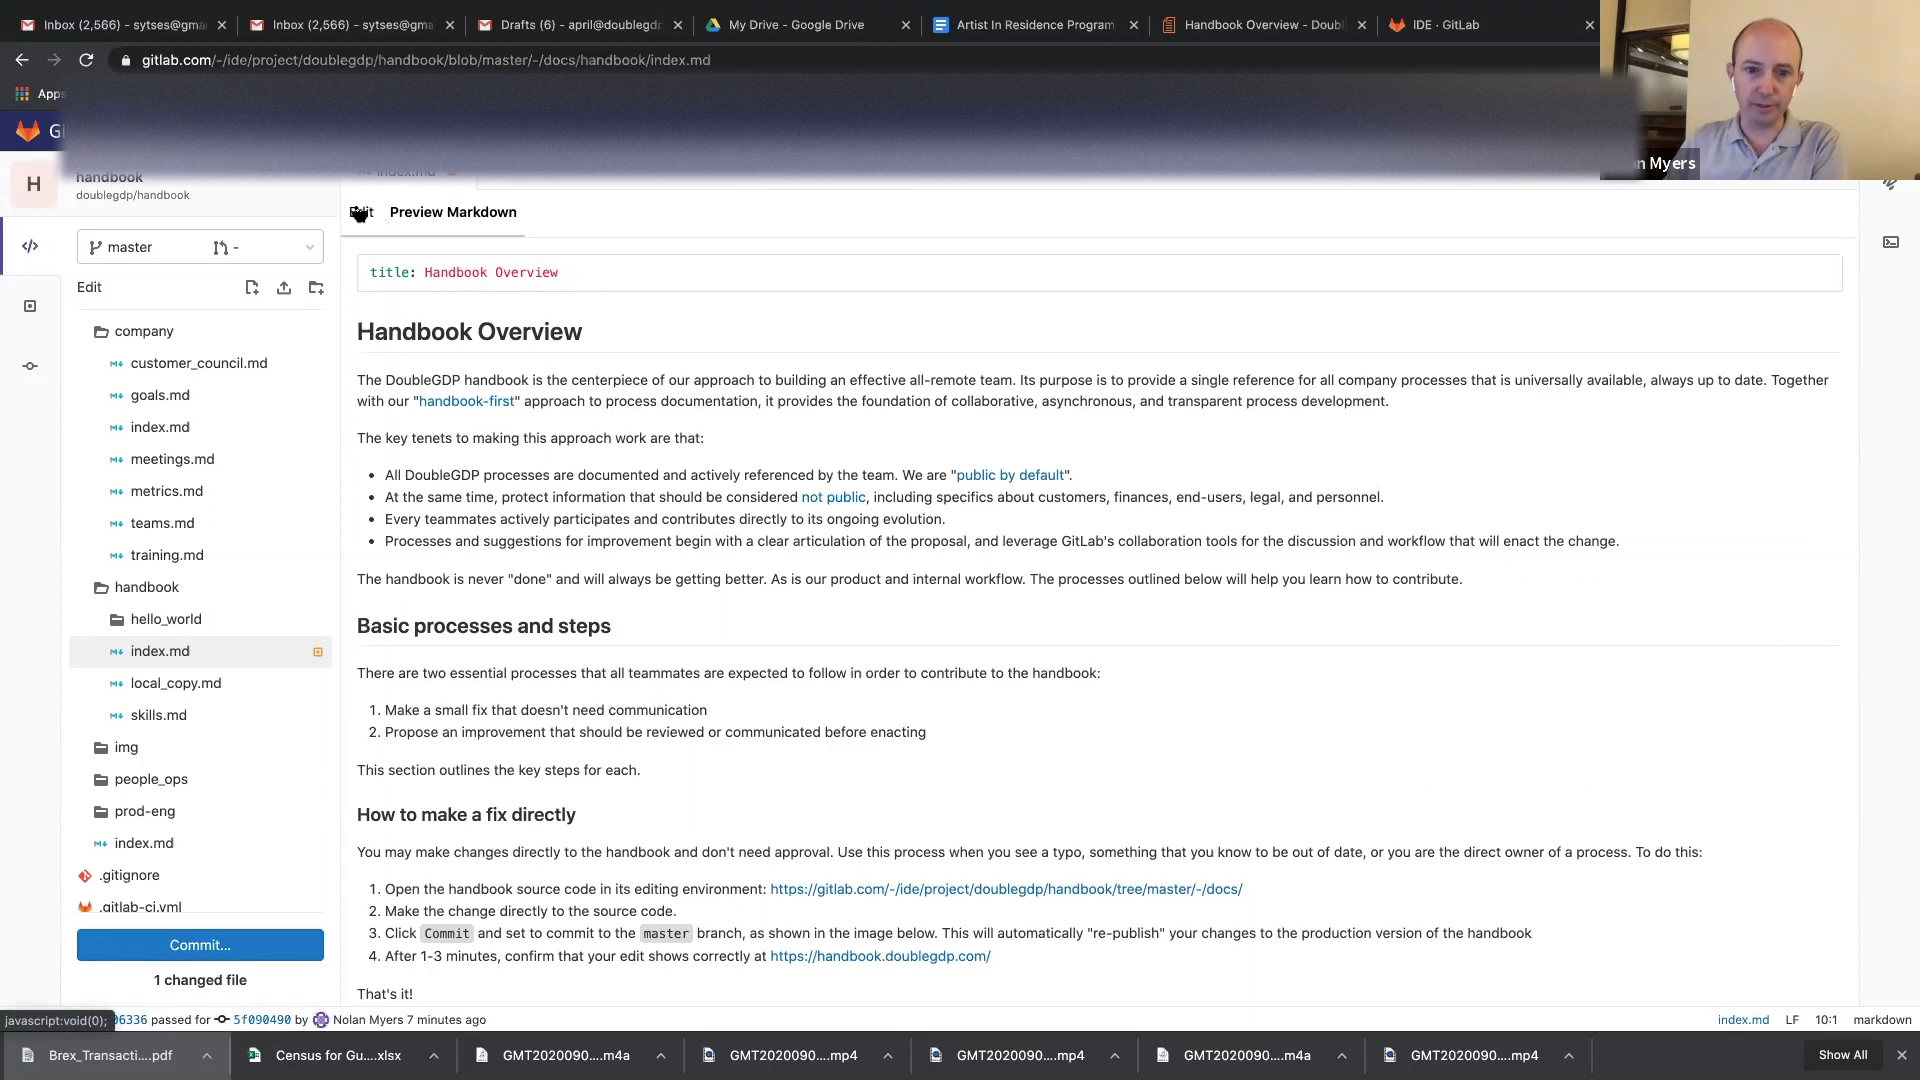 Inbox (2,566) - sytses@gma
Inbox (2,566) - sytses@gma
Drafts (6) - april@doublegdp
My Drive - Google Drive
Artist In Residence Program
Handbook Overview - Doubl
IDE · GitLab
gitlab.com/-/ide/project/doublegdp/handbook/blob/master/-/docs/handbook/index.md
Apps
n Myers
H
handbook
doublegdp/handbook
index.md
Preview Markdown
master
-
Edit
title: Handbook Overview
company
customer_council.md
goals.md
index.md
meetings.md
metrics.md
teams.md
training.md
handbook
hello_world
index.md
local_copy.md
skills.md
img
people_ops
prod-eng
index.md
.gitignore
.gitlab-ci.yml
Commit...
1 changed file
Handbook Overview
The DoubleGDP handbook is the centerpiece of our approach to building an effective all-remote team. Its purpose is to provide a single reference for all company processes that is universally available, always up to date. Together
with our "handbook-first" approach to process documentation, it provides the foundation of collaborative, asynchronous, and transparent process development.
The key tenets to making this approach work are that:
• All DoubleGDP processes are documented and actively referenced by the team. We are "public by default".
• At the same time, protect information that should be considered not public, including specifics about customers, finances, end-users, legal, and personnel.
• Every teammates actively participates and contributes directly to its ongoing evolution.
• Processes and suggestions for improvement begin with a clear articulation of the proposal, and leverage GitLab's collaboration tools for the discussion and workflow that will enact the change.
The handbook is never "done" and will always be getting better. As is our product and internal workflow. The processes outlined below will help you learn how to contribute.
Basic processes and steps
There are two essential processes that all teammates are expected to follow in order to contribute to the handbook:
1. Make a small fix that doesn't need communication
2. Propose an improvement that should be reviewed or communicated before enacting
This section outlines the key steps for each.
How to make a fix directly
You may make changes directly to the handbook and don't need approval. Use this process when you see a typo, something that you know to be out of date, or you are the direct owner of a process. To do this:
1. Open the handbook source code in its editing environment: https://gitlab.com/-/ide/project/doublegdp/handbook/tree/master/-/docs/
2. Make the change directly to the source code.
3. Click Commit and set to commit to the master branch, as shown in the image below. This will automatically "re-publish" your changes to the production version of the handbook
4. After 1-3 minutes, confirm that your edit shows correctly at https://handbook.doublegdp.com/
That's it!
javascript:void(0);
06336 passed for 5f090490 by Nolan Myers 7 minutes ago
index.md LF 10:1 markdown
Brex_Transacti....pdf
Census for Gu....xlsx
GMT2020090....m4a
GMT2020090....mp4
GMT2020090....mp4
GMT2020090....m4a
GMT2020090....mp4
Show All